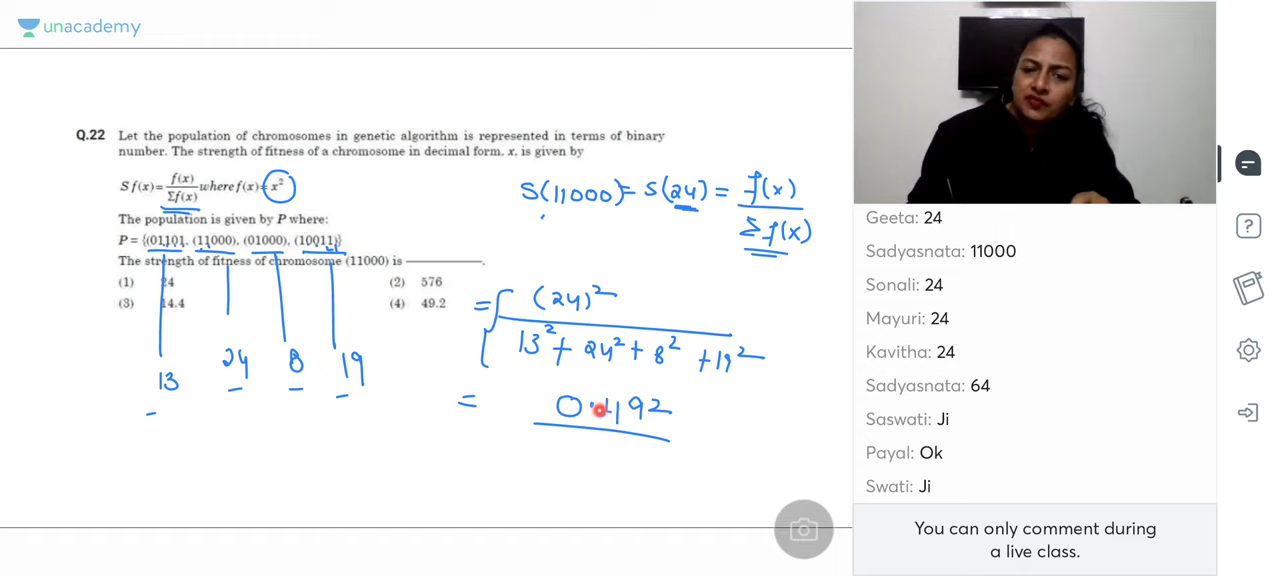 unacademy
Q.22 Let the population of chromosomes in genetic algorithm is represented in terms of binary
number. The strength of fitness of a chromosome in decimal form, x, is given by
S f(x) = f(x)/Σf(x) where f(x) = x²
The population is given by P where:
P = {(01101, (11000), (01000), (10011)}
The strength of fitness of chromosome (11000) is ________.
(1) 24 (2) 576
(3) 14.4 (4) 49.2
S(11000) = S(24) = f(x)/Σf(x)
= (24)²
13² + 24² + 8² + 19²
13 24 8 19
= 0.4192
Geeta: 24
Sadyasnata: 11000
Sonali: 24
Mayuri: 24
Kavitha: 24
Sadyasnata: 64
Saswati: Ji
Payal: Ok
Swati: Ji
You can only comment during
a live class.